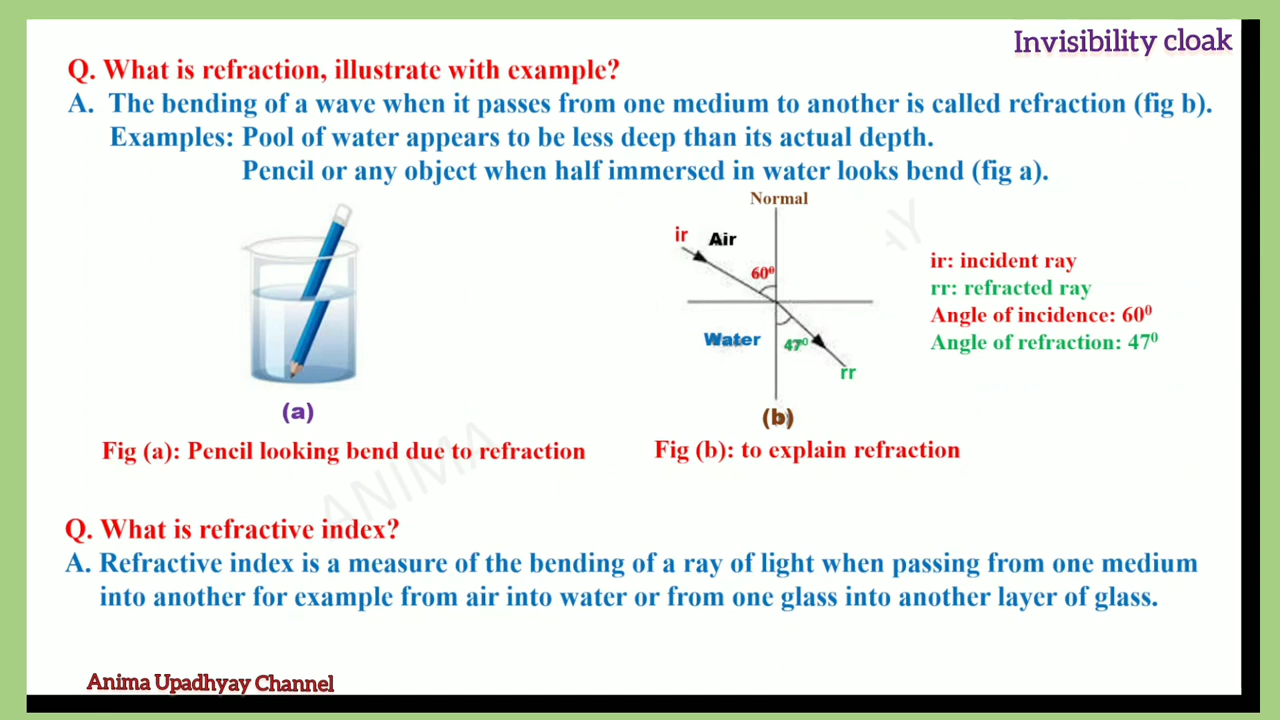 Invisibility cloak
Q. What is refraction, illustrate with example?
A. The bending of a wave when it passes from one medium to another is called refraction (fig b).
Examples: Pool of water appears to be less deep than its actual depth.
Pencil or any object when half immersed in water looks bend (fig a).
Normal
ir Air
60⁰
Water
47⁰
rr
ir: incident ray
rr: refracted ray
Angle of incidence: 60⁰
Angle of refraction: 47⁰
(a)
(b)
Fig (a): Pencil looking bend due to refraction
Fig (b): to explain refraction
ANIMA
Q. What is refractive index?
A. Refractive index is a measure of the bending of a ray of light when passing from one medium
into another for example from air into water or from one glass into another layer of glass.
Anima Upadhyay Channel